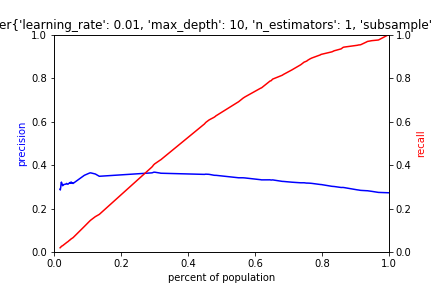 er{'learning_rate': 0.01, 'max_depth': 10, 'n_estimators': 1, 'subsample'
1.0 1.0
0.8 0.8
0.6 0.6
precision recall
0.4 0.4
0.2 0.2
0.0 0.0
0.0 0.2 0.4 0.6 0.8 1.0
percent of population